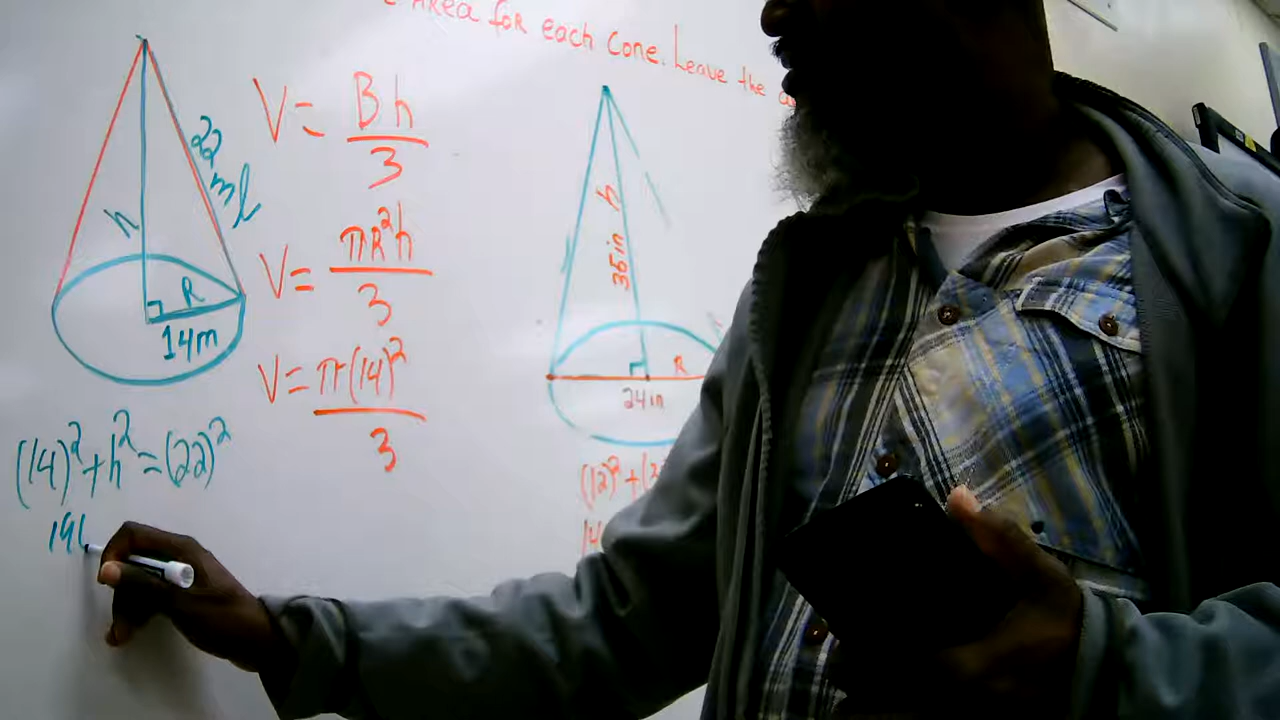 Area for each Cone. Leave the
22 m l
h
R
14m
V = Bh / 3
V = πR²h / 3
V = π(14)² / 3
(14)² + h² = (22)²
196
h
36in
R
24in
(12)² + (3